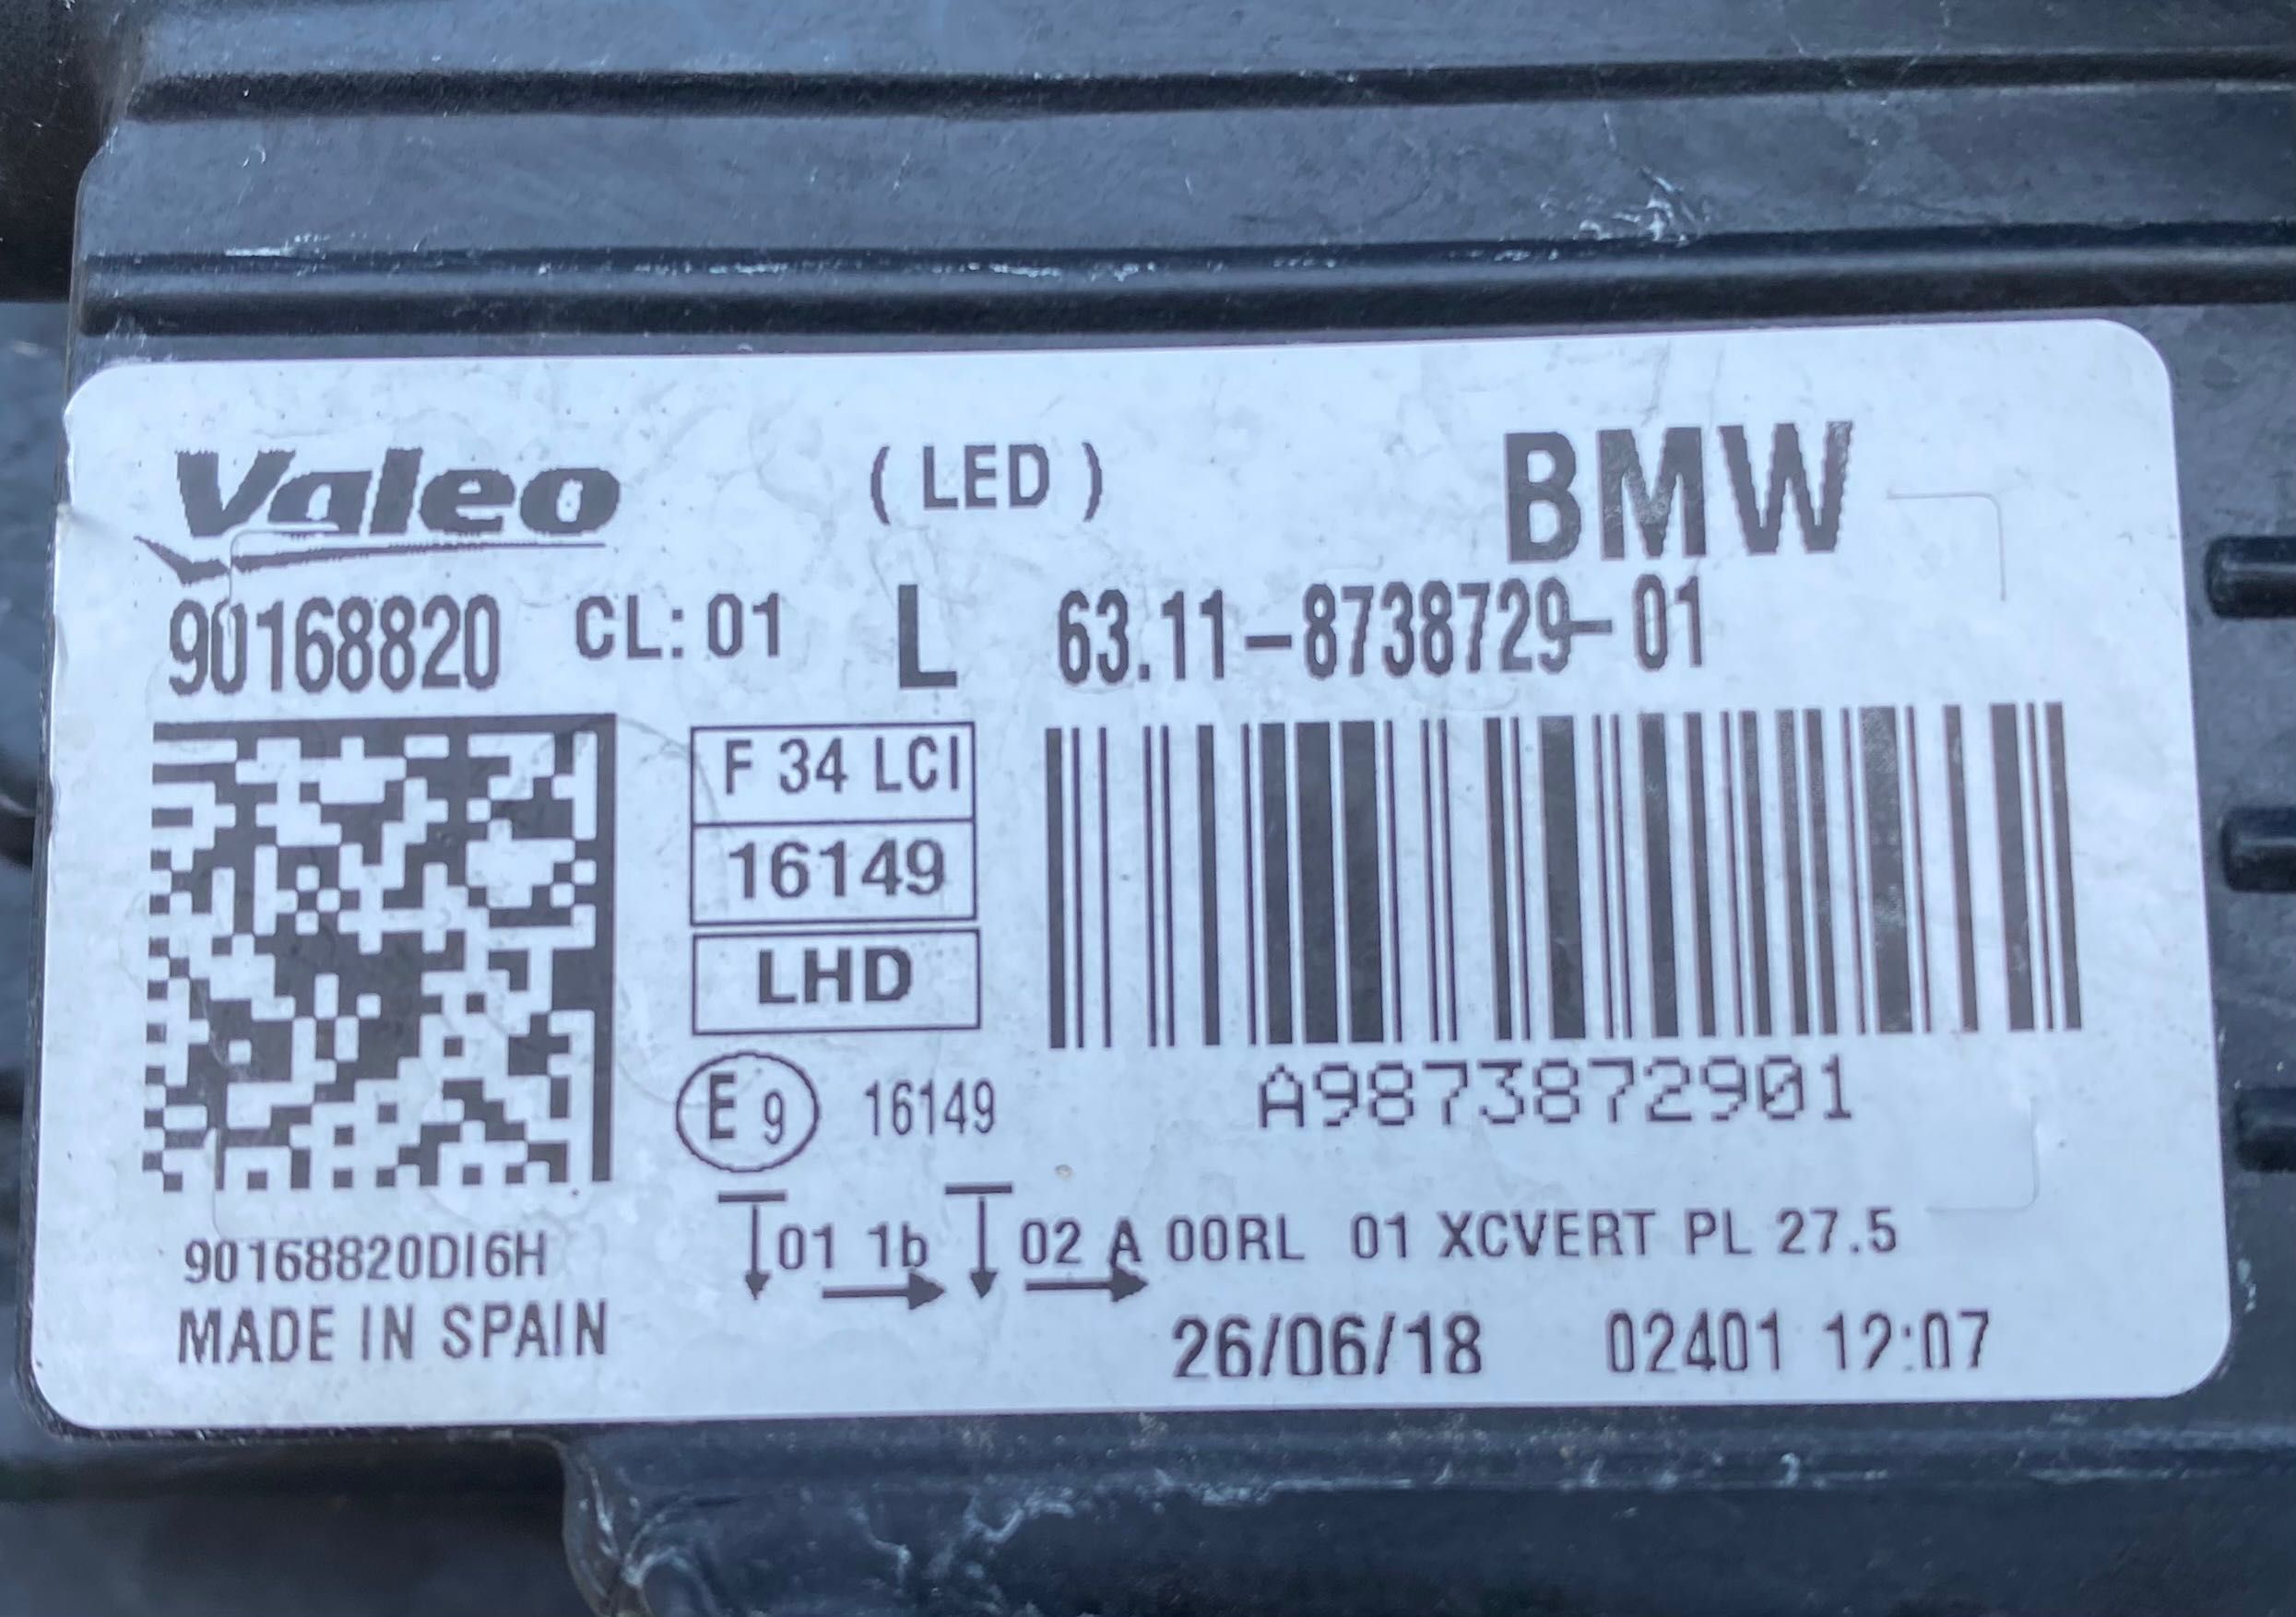 Valeo (LED) BMW
90168820 CL:01 L 63.11-8738729-01
F 34 LCI
16149
LHD
E9 16149
A9873872901
01 1b 02 A 00RL 01 XCVERT PL 27.5
90168820DI6H
MADE IN SPAIN
26/06/18 02401 12:07